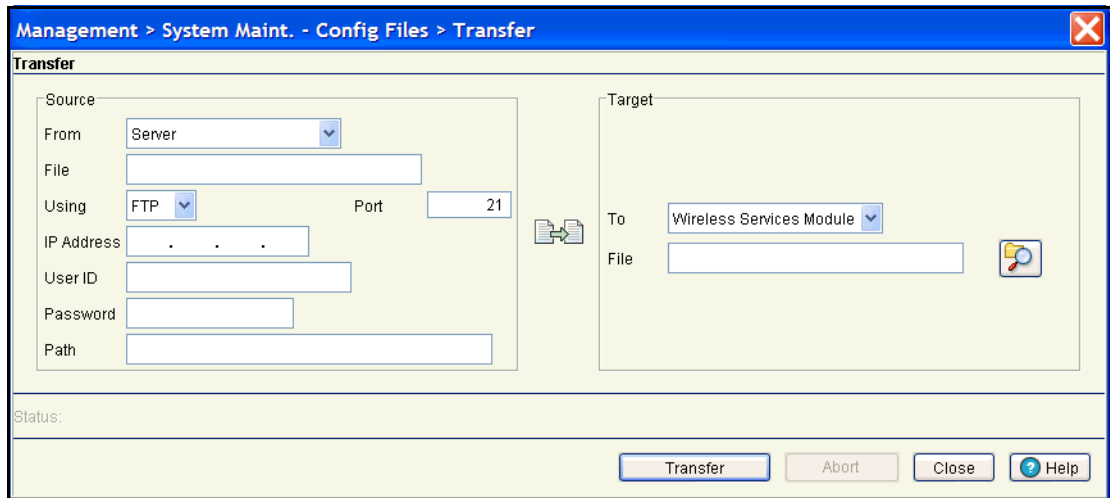 Management > System Maint. - Config Files > Transfer
Transfer
Source
From Server
File
Using FTP Port 21
IP Address . . .
User ID
Password
Path
Target
To Wireless Services Module
File
Status:
Transfer Abort Close ? Help